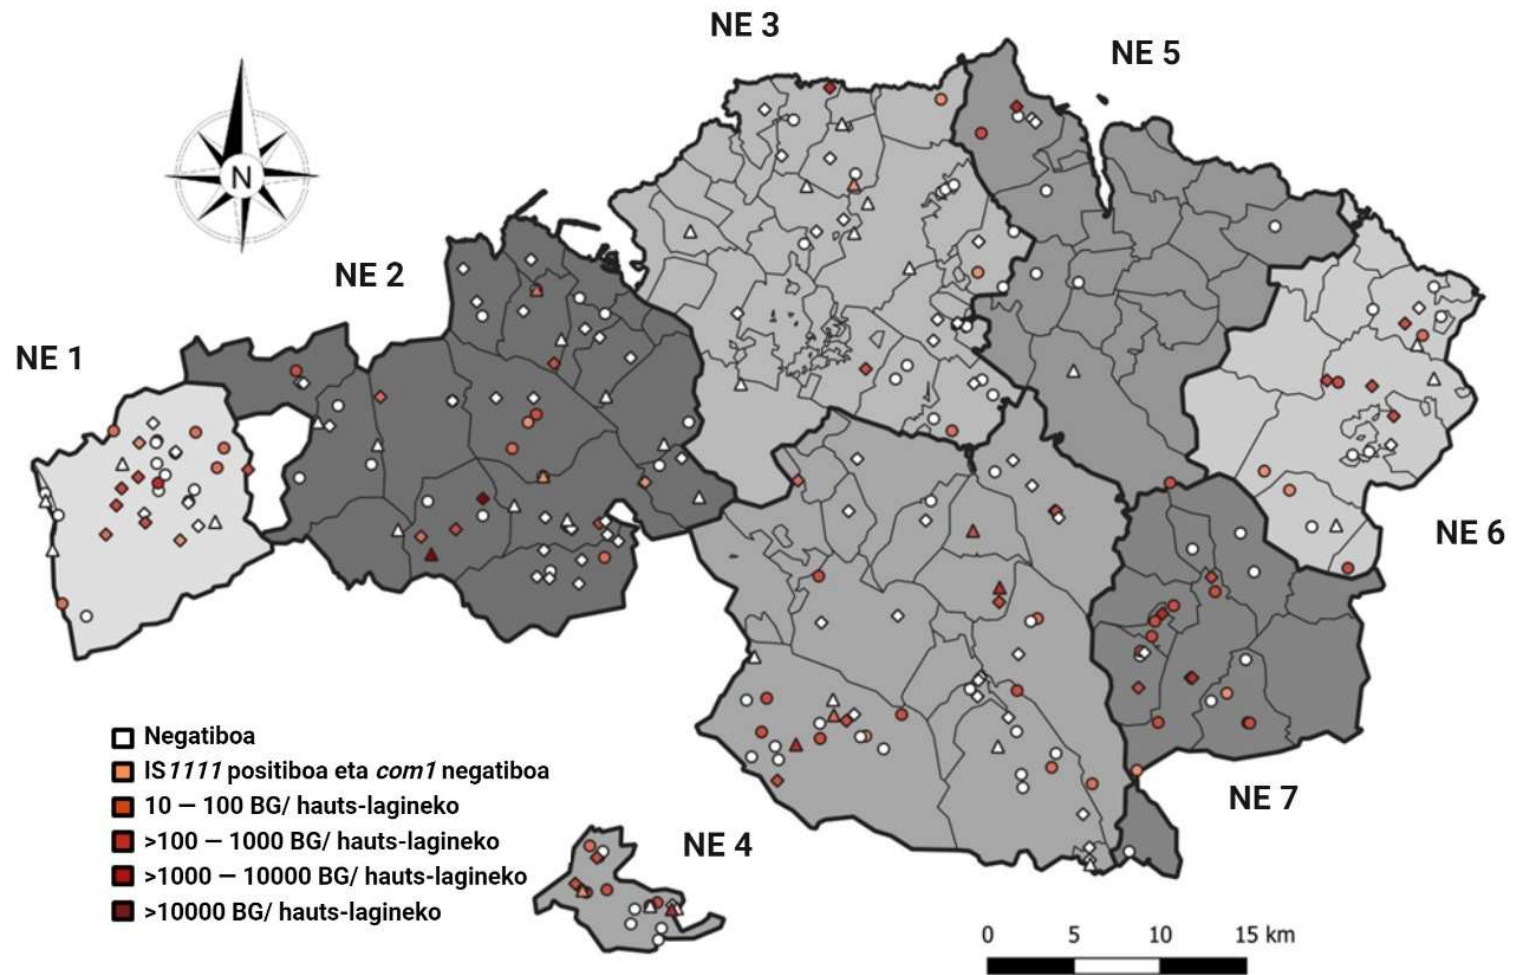 NE 3
NE 5
N
NE 2
NE 1
NE 6
Negatiboa
IS1111 positiboa eta com1 negatiboa
10 — 100 BG/ hauts-lagineko
>100 — 1000 BG/ hauts-lagineko
>1000 — 10000 BG/ hauts-lagineko
>10000 BG/ hauts-lagineko
NE 7
NE 4
0 5 10 15 km